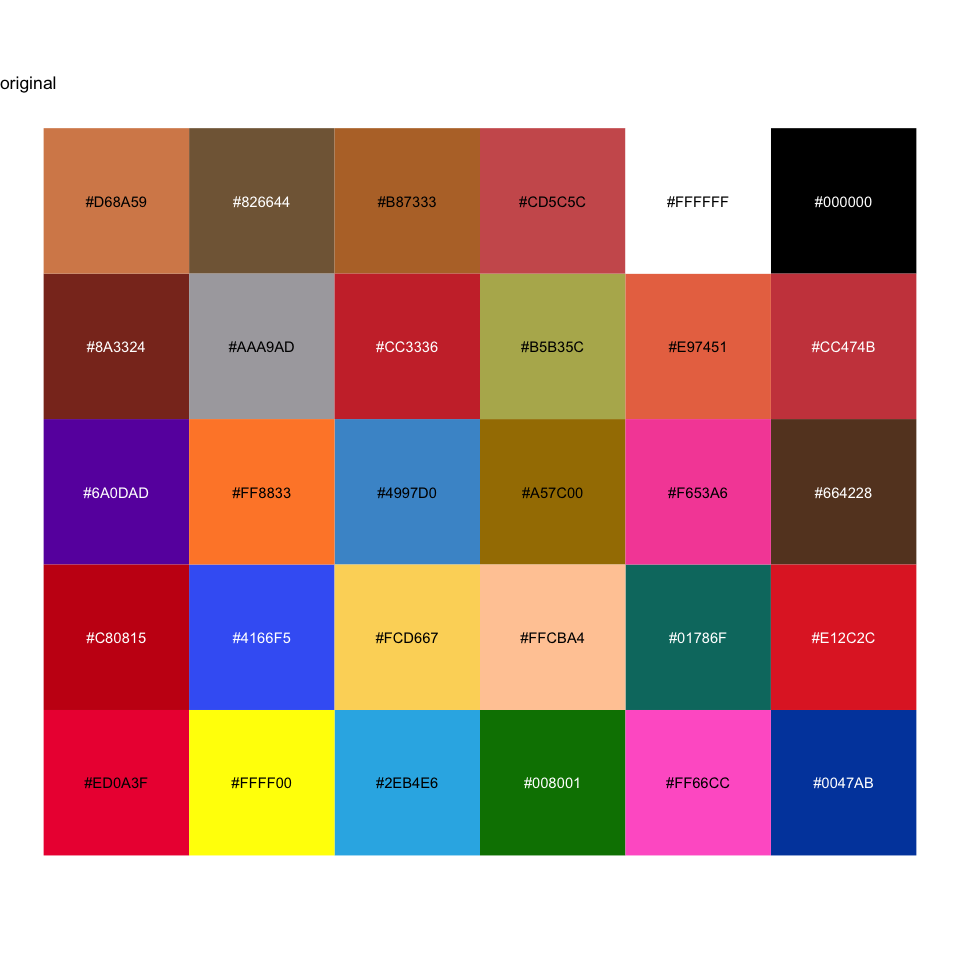 original
#D68A59 #826644 #B87333 #CD5C5C #FFFFFF #000000
#8A3324 #AAA9AD #CC3336 #B5B35C #E97451 #CC474B
#6A0DAD #FF8833 #4997D0 #A57C00 #F653A6 #664228
#C80815 #4166F5 #FCD667 #FFCBA4 #01786F #E12C2C
#ED0A3F #FFFF00 #2EB4E6 #008001 #FF66CC #0047AB